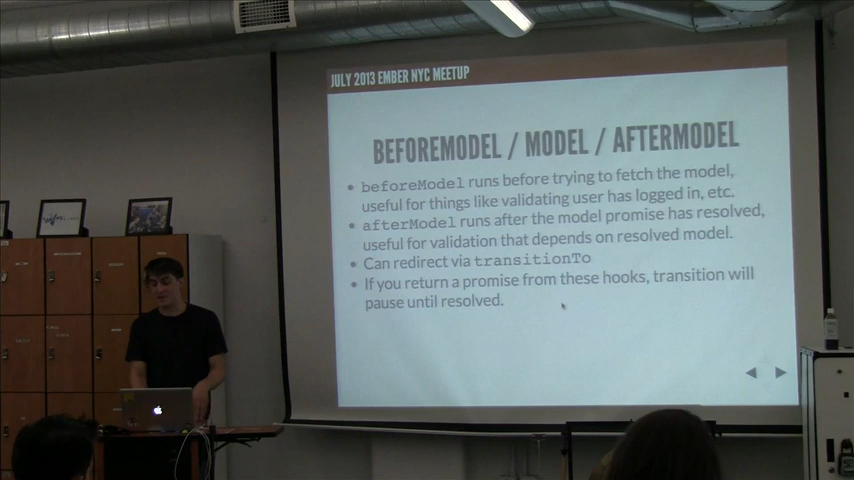 JULY 2013 EMBER NYC MEETUP
BEFOREMODEL / MODEL / AFTERMODEL
• beforeModel runs before trying to fetch the model,
useful for things like validating user has logged in, etc.
• afterModel runs after the model promise has resolved,
useful for validation that depends on resolved model.
• Can redirect via transitionTo
• If you return a promise from these hooks, transition will
pause until resolved.